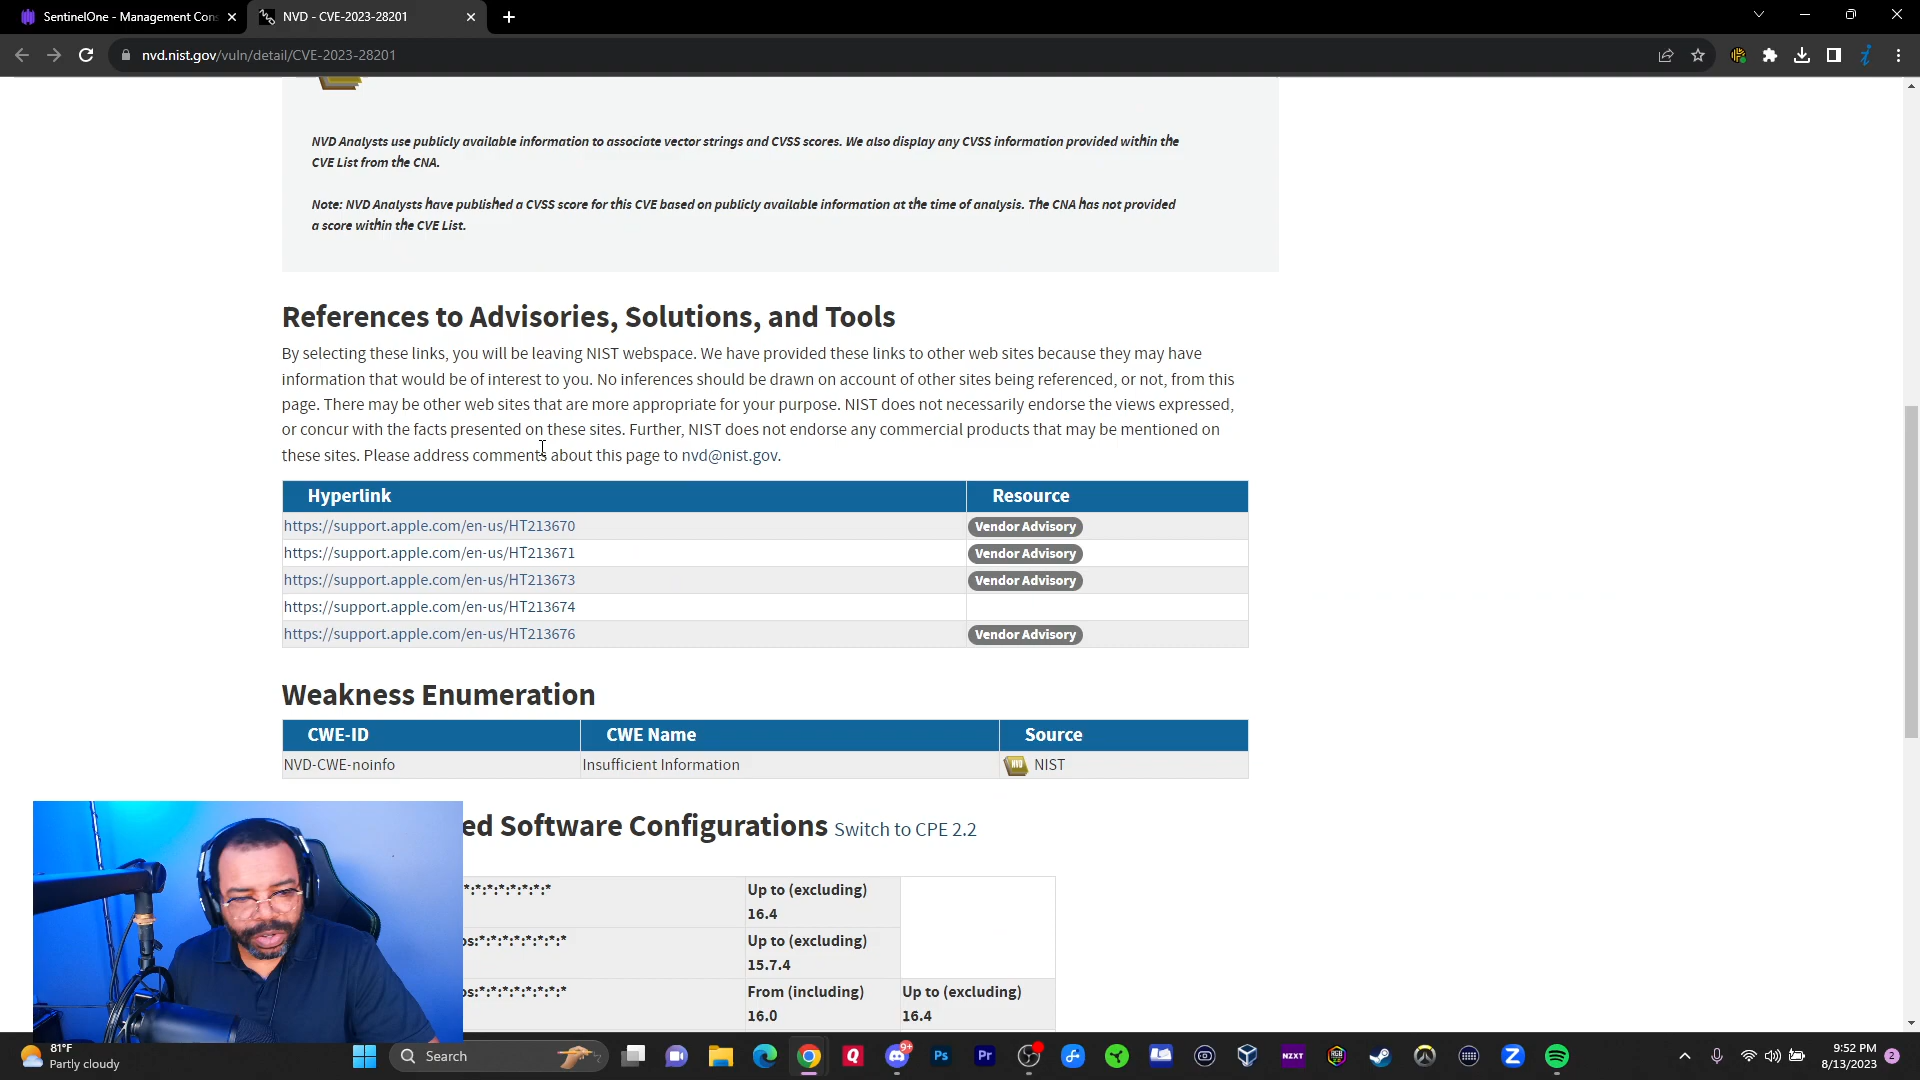 SentinelOne - Management Cons
NVD - CVE-2023-28201
nvd.nist.gov/vuln/detail/CVE-2023-28201
NVD Analysts use publicly available information to associate vector strings and CVSS scores. We also display any CVSS information provided within the
CVE List from the CNA.
Note: NVD Analysts have published a CVSS score for this CVE based on publicly available information at the time of analysis. The CNA has not provided
a score within the CVE List.
References to Advisories, Solutions, and Tools
By selecting these links, you will be leaving NIST webspace. We have provided these links to other web sites because they may have
information that would be of interest to you. No inferences should be drawn on account of other sites being referenced, or not, from this
page. There may be other web sites that are more appropriate for your purpose. NIST does not necessarily endorse the views expressed,
or concur with the facts presented on these sites. Further, NIST does not endorse any commercial products that may be mentioned on
these sites. Please address comments about this page to nvd@nist.gov.
Hyperlink Resource
https://support.apple.com/en-us/HT213670 Vendor Advisory
https://support.apple.com/en-us/HT213671 Vendor Advisory
https://support.apple.com/en-us/HT213673 Vendor Advisory
https://support.apple.com/en-us/HT213674
https://support.apple.com/en-us/HT213676 Vendor Advisory
Weakness Enumeration
CWE-ID CWE Name Source
NVD-CWE-noinfo Insufficient Information NIST
ed Software Configurations Switch to CPE 2.2
*:*:*:*:*:*:*:* Up to (excluding)
16.4
os:*:*:*:*:*:*:*:* Up to (excluding)
15.7.4
os:*:*:*:*:*:*:*:* From (including) Up to (excluding)
16.0 16.4
81°F
Partly cloudy
Search
9+
Ps
Pr
NZXT
9:52 PM
8/13/2023
2